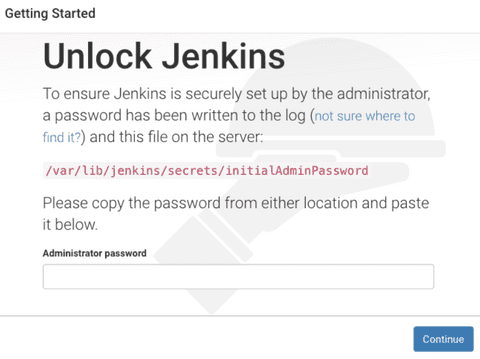 Getting Started
Unlock Jenkins
To ensure Jenkins is securely set up by the administrator,
a password has been written to the log (not sure where to
find it?) and this file on the server:
/var/lib/jenkins/secrets/initialAdminPassword
Please copy the password from either location and paste
it below.
Administrator password
Continue